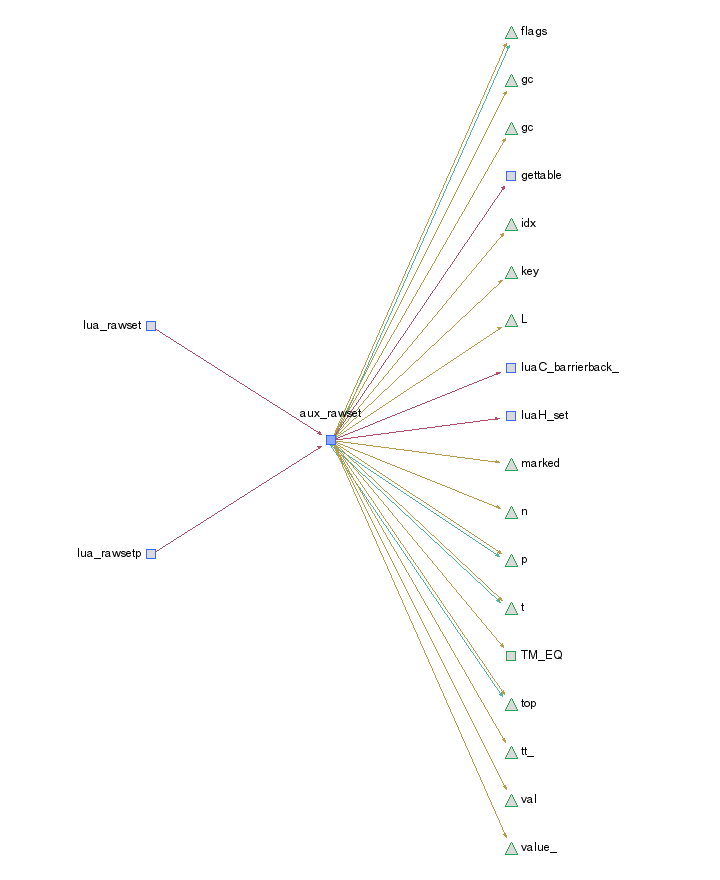 flags
gc
gc
gettable
idx
key
L
lua_rawset
luaC_barrierback_
aux_rawset
luaH_set
marked
n
lua_rawsetp
p
t
TM_EQ
top
tt_
val
value_